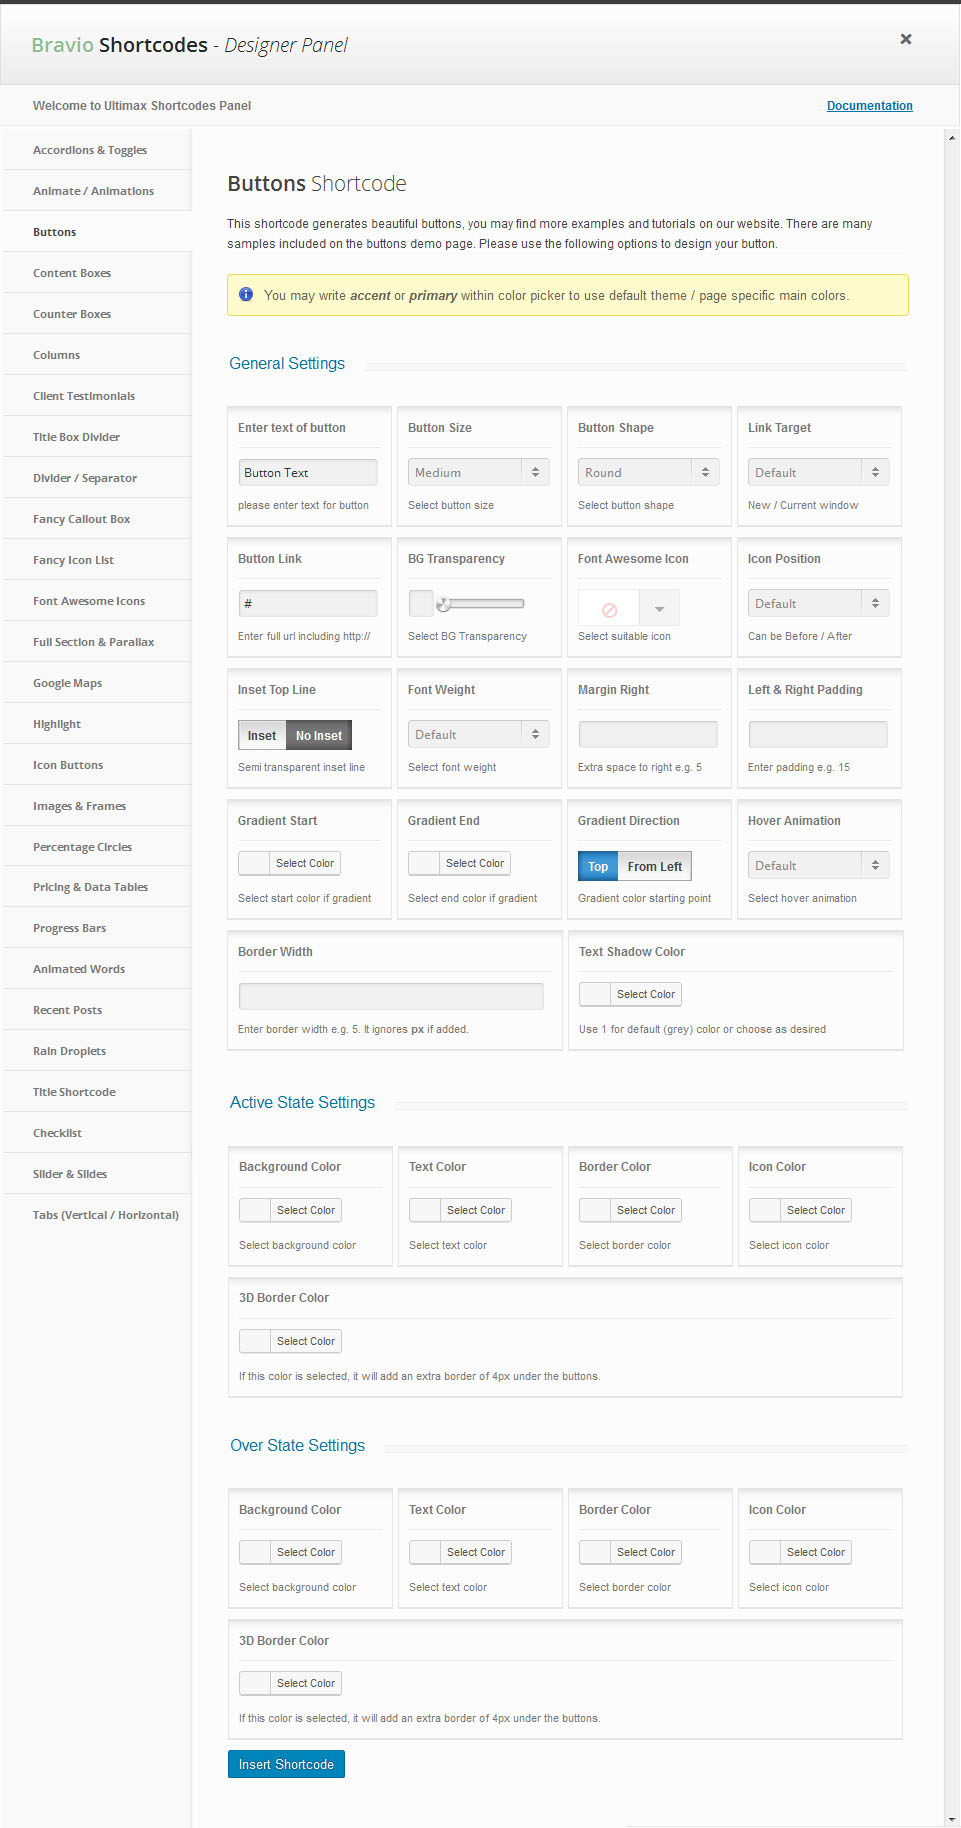 Bravio Shortcodes - Designer Panel
Welcome to Ultimax Shortcodes Panel
Documentation
Accordions & Toggles
Animate / Animations
Buttons
Content Boxes
Counter Boxes
Columns
Client Testimonials
Title Box Divider
Divider / Separator
Fancy Callout Box
Fancy Icon List
Font Awesome Icons
Full Section & Parallax
Google Maps
Highlight
Icon Buttons
Images & Frames
Percentage Circles
Pricing & Data Tables
Progress Bars
Animated Words
Recent Posts
Rain Droplets
Title Shortcode
Checklist
Slider & Slides
Tabs (Vertical / Horizontal)
Buttons Shortcode
This shortcode generates beautiful buttons, you may find more examples and tutorials on our website. There are many
samples included on the buttons demo page. Please use the following options to design your button.
You may write accent or primary within color picker to use default theme / page specific main colors.
General Settings
Enter text of button
Button Text
please enter text for button
Button Size
Medium
Select button size
Button Shape
Round
Select button shape
Link Target
Default
New / Current window
Button Link
#
Enter full url including http://
BG Transparency
Select BG Transparency
Font Awesome Icon
Select suitable icon
Icon Position
Default
Can be Before / After
Inset Top Line
Inset No Inset
Semi transparent inset line
Font Weight
Default
Select font weight
Margin Right
Extra space to right e.g. 5
Left & Right Padding
Enter padding e.g. 15
Gradient Start
Select Color
Select start color if gradient
Gradient End
Select Color
Select end color if gradient
Gradient Direction
Top From Left
Gradient color starting point
Hover Animation
Default
Select hover animation
Border Width
Enter border width e.g. 5. It ignores px if added.
Text Shadow Color
Select Color
Use 1 for default (grey) color or choose as desired
Active State Settings
Background Color
Select Color
Select background color
Text Color
Select Color
Select text color
Border Color
Select Color
Select border color
Icon Color
Select Color
Select icon color
3D Border Color
Select Color
If this color is selected, it will add an extra border of 4px under the buttons.
Over State Settings
Background Color
Select Color
Select background color
Text Color
Select Color
Select text color
Border Color
Select Color
Select border color
Icon Color
Select Color
Select icon color
3D Border Color
Select Color
If this color is selected, it will add an extra border of 4px under the buttons.
Insert Shortcode